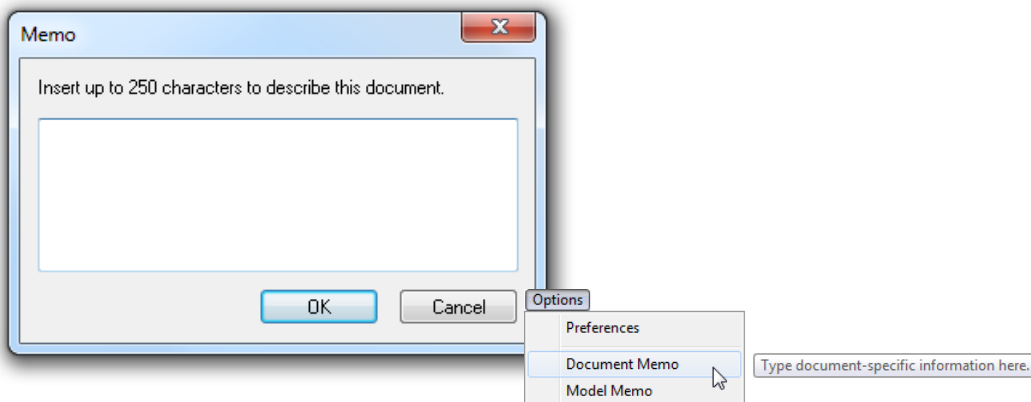 Memo
Insert up to 250 characters to describe this document.
OK
Cancel
Options
Preferences
Document Memo
Type document-specific information here.
Model Memo